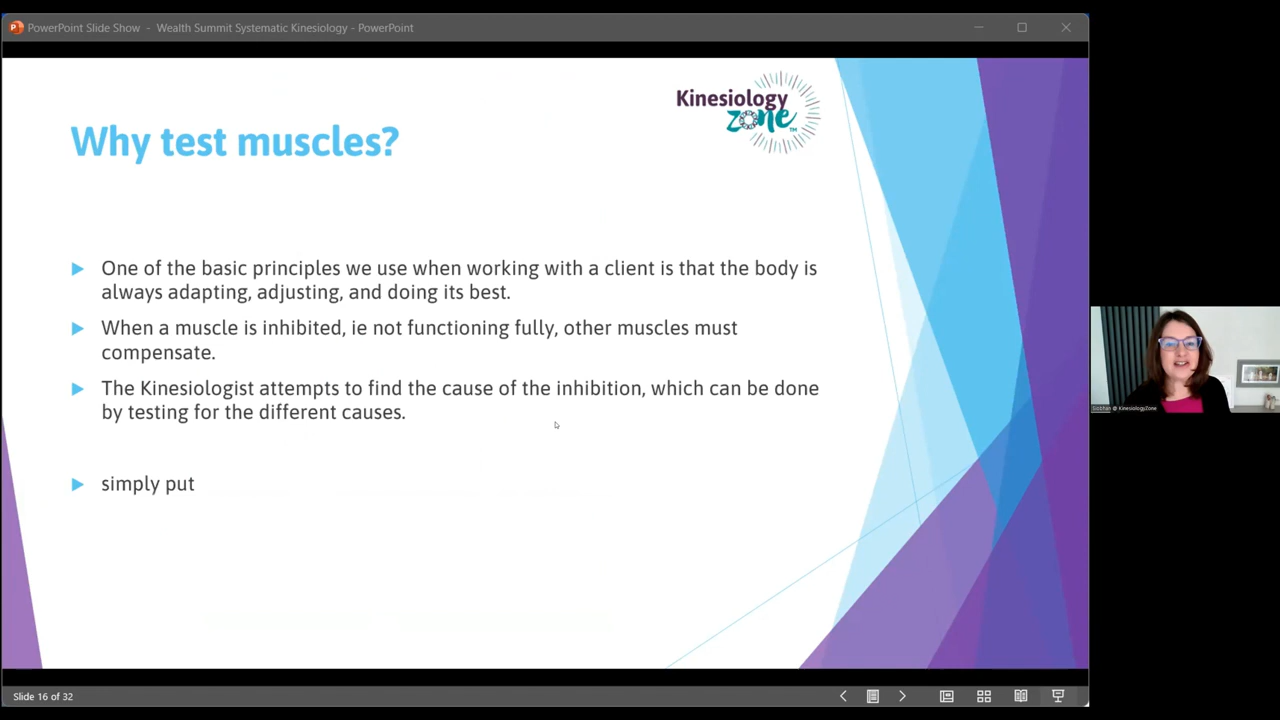 PowerPoint Slide Show - Wealth Summit Systematic Kinesiology - PowerPoint
Kinesiology
zone™
Why test muscles?
One of the basic principles we use when working with a client is that the body is
always adapting, adjusting, and doing its best.
When a muscle is inhibited, ie not functioning fully, other muscles must
compensate.
The Kinesiologist attempts to find the cause of the inhibition, which can be done
by testing for the different causes.
simply put
Siobhan @ KinesiologyZone
Slide 16 of 32